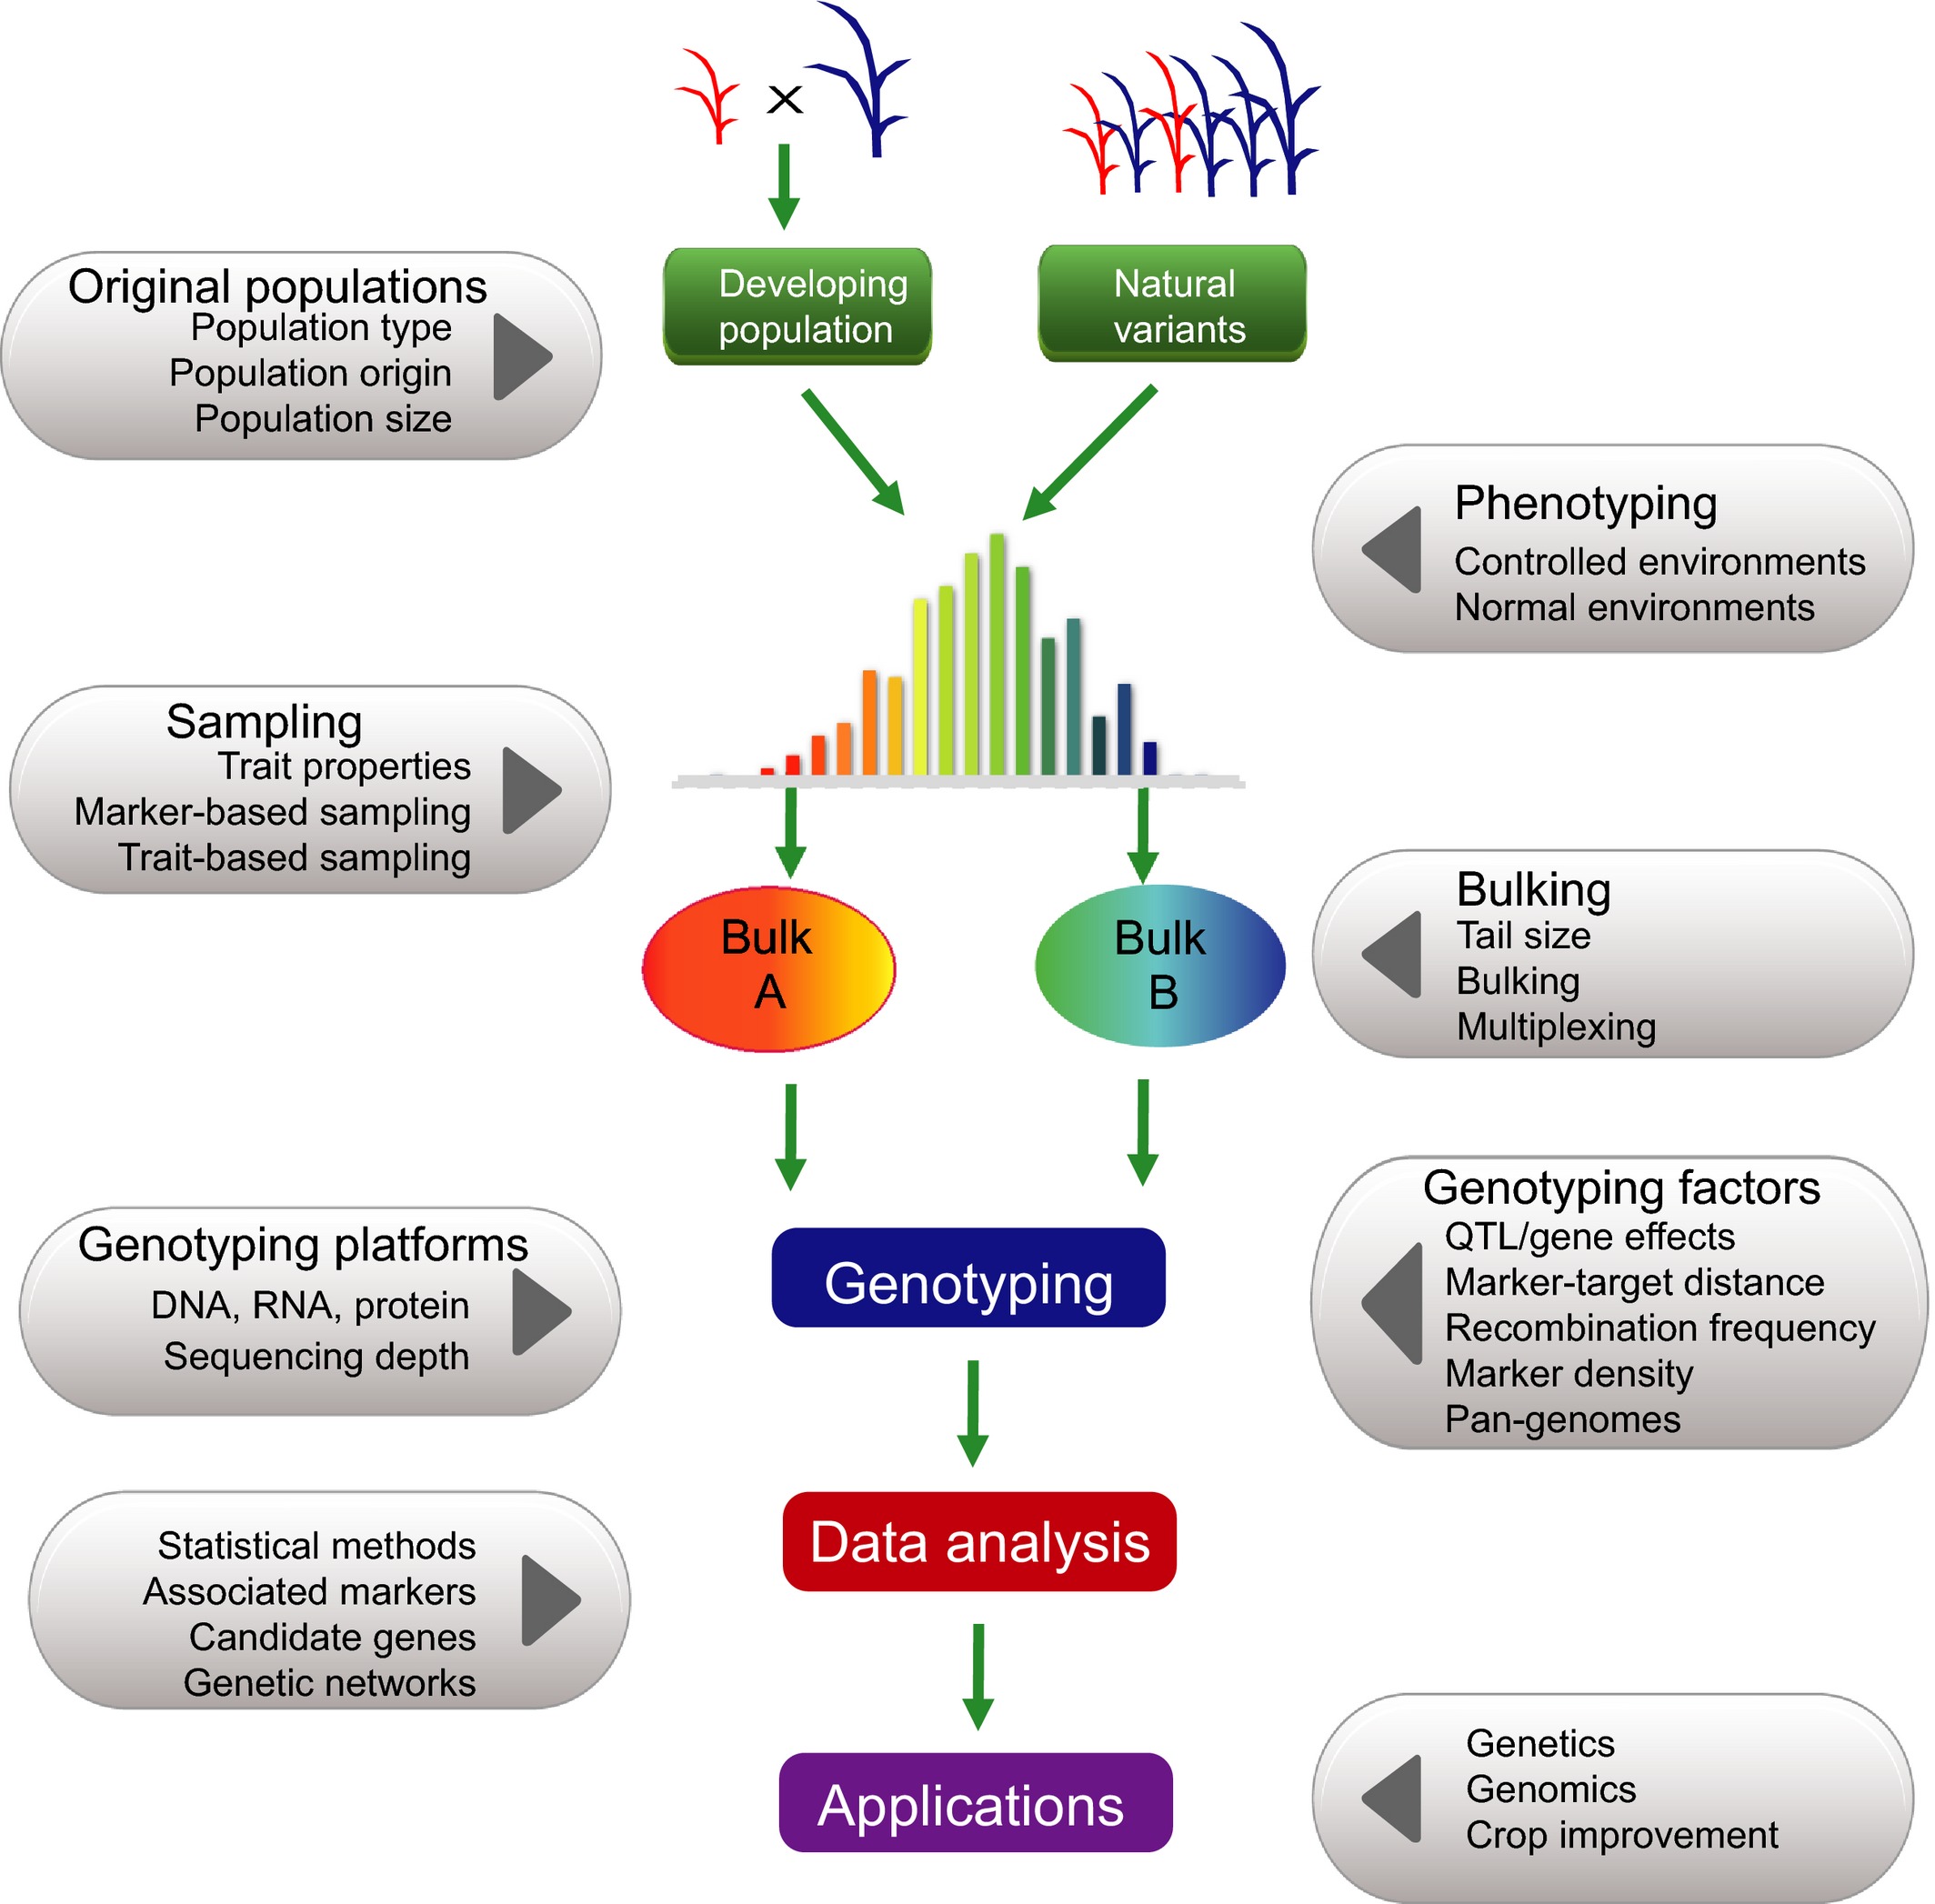 X
Developing
population
Natural
variants
Original populations
Population type
Population origin
Population size
Phenotyping
Controlled environments
Normal environments
Sampling
Trait properties
Marker-based sampling
Trait-based sampling
Bulk
A
Bulk
B
Bulking
Tail size
Bulking
Multiplexing
Genotyping platforms
DNA, RNA, protein
Sequencing depth
Genotyping
Genotyping factors
QTL/gene effects
Marker-target distance
Recombination frequency
Marker density
Pan-genomes
Statistical methods
Associated markers
Candidate genes
Genetic networks
Data analysis
Applications
Genetics
Genomics
Crop improvement